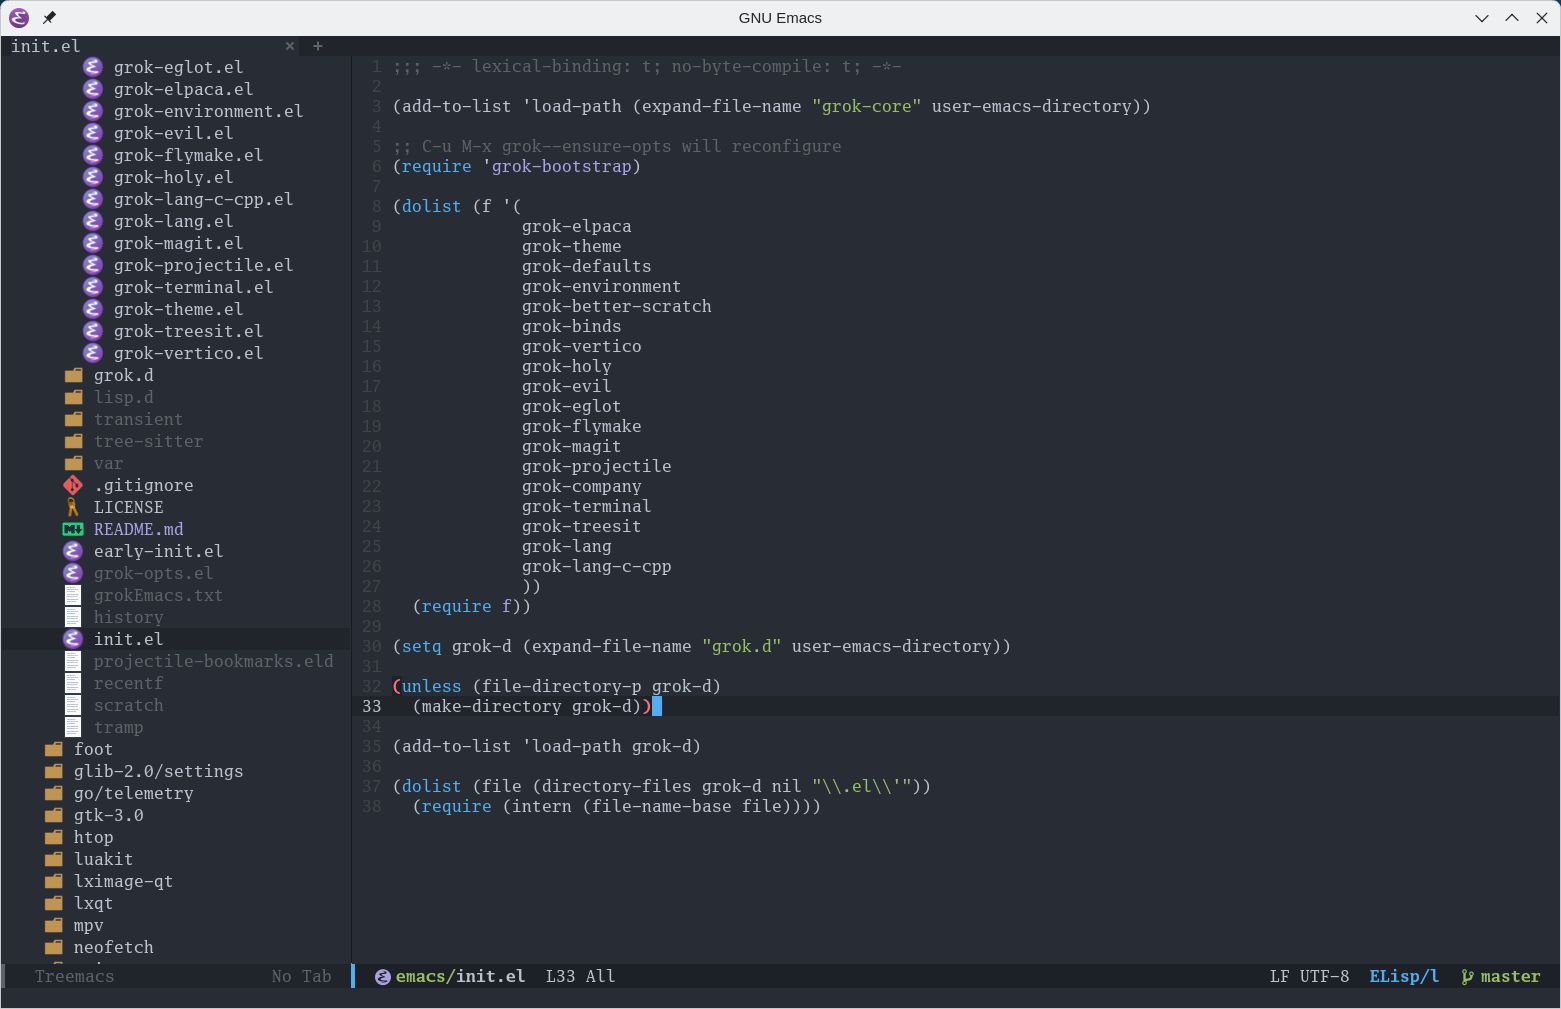 GNU Emacs
init.el × +
grok-eglot.el
grok-elpaca.el
grok-environment.el
grok-evil.el
grok-flymake.el
grok-holy.el
grok-lang-c-cpp.el
grok-lang.el
grok-magit.el
grok-projectile.el
grok-terminal.el
grok-theme.el
grok-treesit.el
grok-vertico.el
grok.d
lisp.d
transient
tree-sitter
var
.gitignore
LICENSE
README.md
early-init.el
grok-opts.el
grokEmacs.txt
history
init.el
projectile-bookmarks.eld
recentf
scratch
tramp
foot
glib-2.0/settings
go/telemetry
gtk-3.0
htop
luakit
lximage-qt
lxqt
mpv
neofetch
1 ;;; -*- lexical-binding: t; no-byte-compile: t; -*-
2
3 (add-to-list 'load-path (expand-file-name "grok-core" user-emacs-directory))
4
5 ;; C-u M-x grok--ensure-opts will reconfigure
6 (require 'grok-bootstrap)
7
8 (dolist (f '(
9 grok-elpaca
10 grok-theme
11 grok-defaults
12 grok-environment
13 grok-better-scratch
14 grok-binds
15 grok-vertico
16 grok-holy
17 grok-evil
18 grok-eglot
19 grok-flymake
20 grok-magit
21 grok-projectile
22 grok-company
23 grok-terminal
24 grok-treesit
25 grok-lang
26 grok-lang-c-cpp
27 ))
28 (require f))
29
30 (setq grok-d (expand-file-name "grok.d" user-emacs-directory))
31
32 (unless (file-directory-p grok-d)
33 (make-directory grok-d))
34
35 (add-to-list 'load-path grok-d)
36
37 (dolist (file (directory-files grok-d nil "\\.el\\'"))
38 (require (intern (file-name-base file))))
Treemacs No Tab
emacs/init.el L33 All LF UTF-8 ELisp/l master